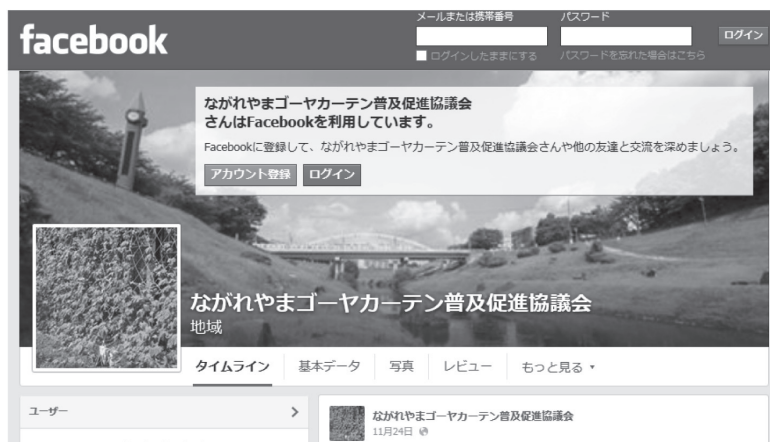 facebook
メールまたは携帯番号
パスワード
ログイン
ログインしたままにする
パスワードを忘れた場合はこちら
ながれやまゴーヤカーテン普及促進協議会
さんはFacebookを利用しています。
Facebookに登録して、ながれやまゴーヤカーテン普及促進協議会さんや他の友達と交流を深めましょう。
アカウント登録 ログイン
ながれやまゴーヤカーテン普及促進協議会
地域
タイムライン 基本データ 写真 レビュー もっと見る
ユーザー
ながれやまゴーヤカーテン普及促進協議会
11月24日